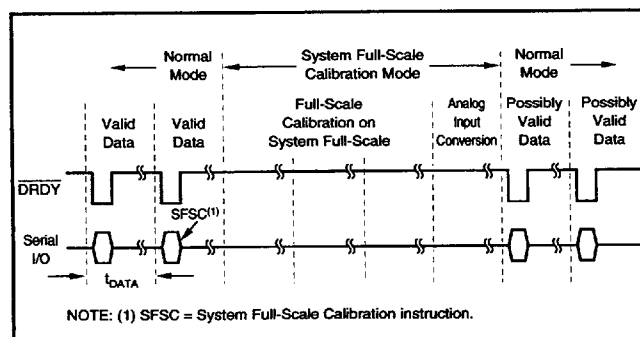 Normal Mode
System Full-Scale Calibration Mode
Normal Mode
Valid Data
Valid Data
Full-Scale Calibration on System Full-Scale
Analog Input Conversion
Possibly Valid Data
Possibly Valid Data
DRDY
SFSC(1)
Serial I/O
tDATA
NOTE: (1) SFSC = System Full-Scale Calibration instruction.